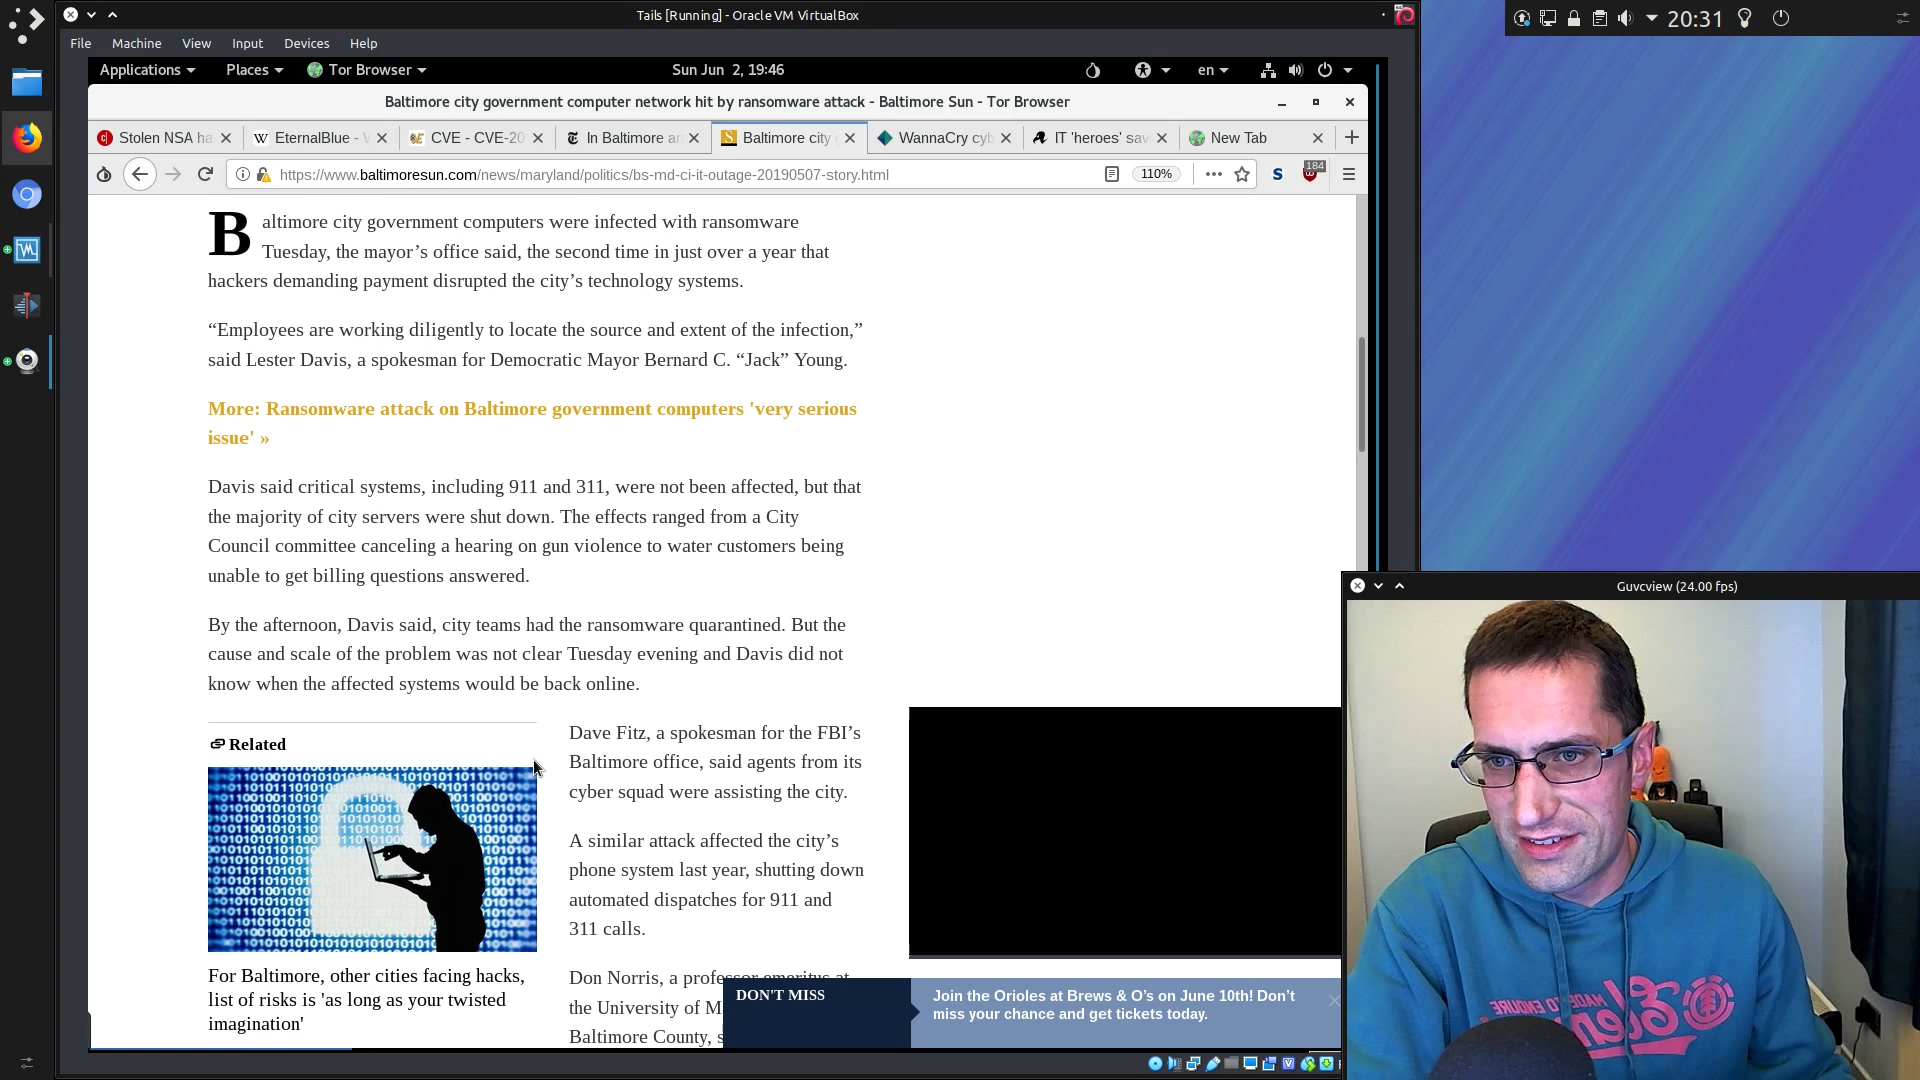 Tails [Running] - Oracle VM VirtualBox
20:31
File Machine View Input Devices Help
Applications Places Tor Browser Sun Jun 2, 19:46 en
Baltimore city government computer network hit by ransomware attack - Baltimore Sun - Tor Browser
Stolen NSA ha EternalBlue - CVE - CVE-20 In Baltimore an Baltimore city WannaCry cyb IT 'heroes' sav New Tab
https://www.baltimoresun.com/news/maryland/politics/bs-md-ci-it-outage-20190507-story.html 110% 184
Baltimore city government computers were infected with ransomware
Tuesday, the mayor’s office said, the second time in just over a year that
hackers demanding payment disrupted the city’s technology systems.
“Employees are working diligently to locate the source and extent of the infection,”
said Lester Davis, a spokesman for Democratic Mayor Bernard C. “Jack” Young.
More: Ransomware attack on Baltimore government computers 'very serious
issue' »
Davis said critical systems, including 911 and 311, were not been affected, but that
the majority of city servers were shut down. The effects ranged from a City
Council committee canceling a hearing on gun violence to water customers being
unable to get billing questions answered.
By the afternoon, Davis said, city teams had the ransomware quarantined. But the
cause and scale of the problem was not clear Tuesday evening and Davis did not
know when the affected systems would be back online.
Related
For Baltimore, other cities facing hacks,
list of risks is 'as long as your twisted
imagination'
Dave Fitz, a spokesman for the FBI’s
Baltimore office, said agents from its
cyber squad were assisting the city.
A similar attack affected the city’s
phone system last year, shutting down
automated dispatches for 911 and
311 calls.
Don Norris, a professor emeritus at
the University of M
Baltimore County, s
DON'T MISS
Join the Orioles at Brews & O’s on June 10th! Don’t
miss your chance and get tickets today.
Guvcview (24.00 fps)
MADE TO ENDURE
Element